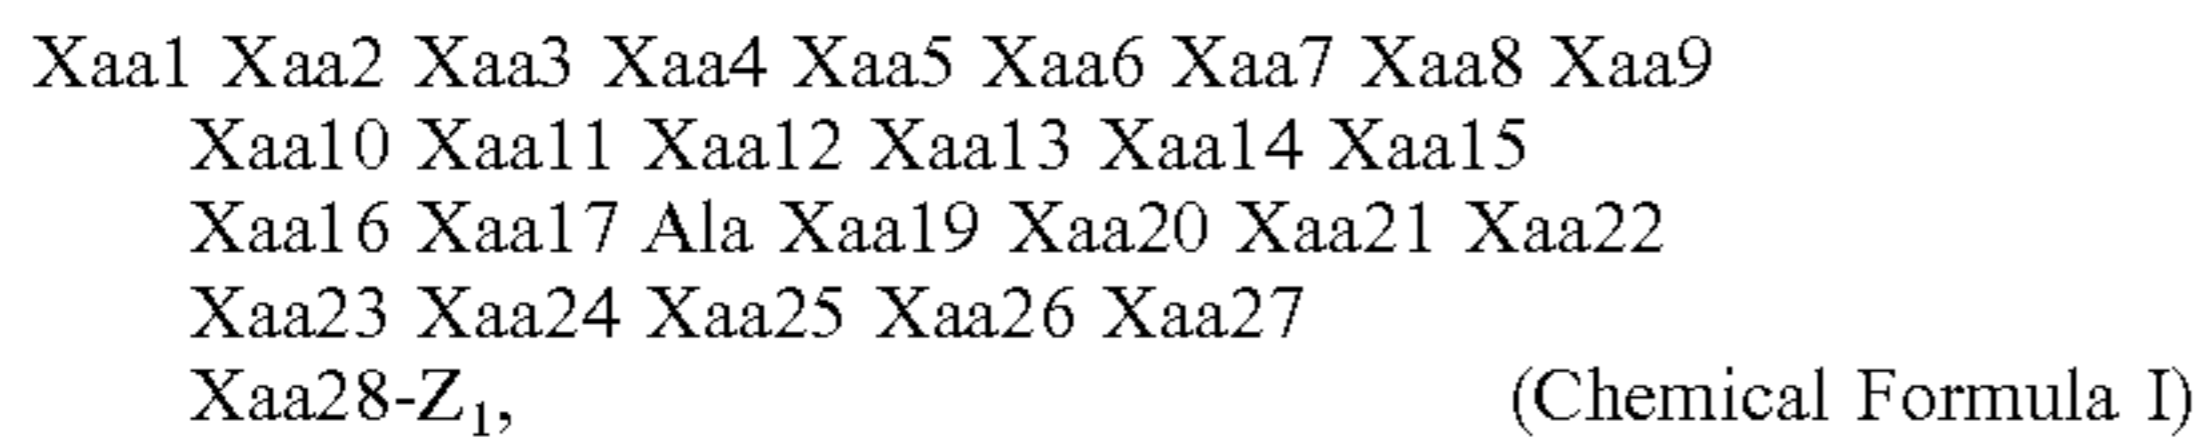 Xaa1 Xaa2 Xaa3 Xaa4 Xaa5 Xaa6 Xaa7 Xaa8 Xaa9
Xaa10 Xaa11 Xaa12 Xaa13 Xaa14 Xaa15
Xaa16 Xaa17 Ala Xaa19 Xaa20 Xaa21 Xaa22
Xaa23 Xaa24 Xaa25 Xaa26 Xaa27
Xaa28-Z₁, (Chemical Formula I)